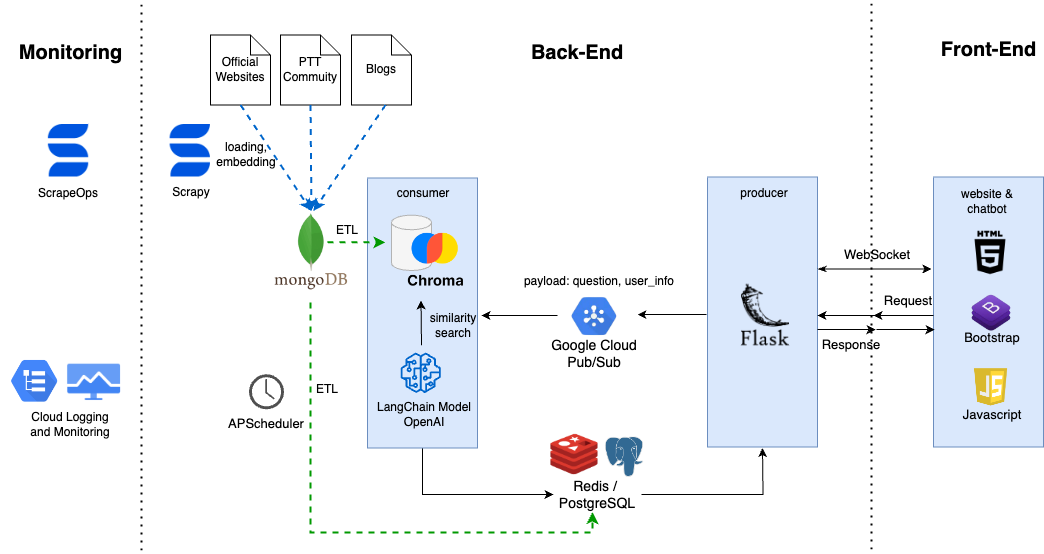 Monitoring
Back-End
Front-End
Official
Websites
PTT
Commuity
Blogs
loading,
embedding
ScrapeOps
Scrapy
consumer
producer
website &
chatbot
HTML
5
ETL
mongoDB
Chroma
WebSocket
payload: question, user_info
similarity
search
Request
B
Bootstrap
Flask
Google Cloud
Pub/Sub
Response
ETL
APScheduler
LangChain Model
OpenAI
JS
Javascript
Cloud Logging
and Monitoring
Redis /
PostgreSQL